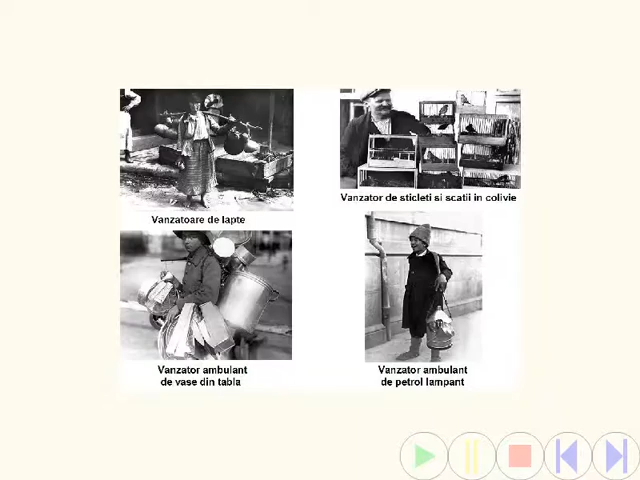 Vanzatoare de lapte
Vanzator de sticleti si scatii in colivie
Vanzator ambulant
de vase din tabla
Vanzator ambulant
de petrol lampant